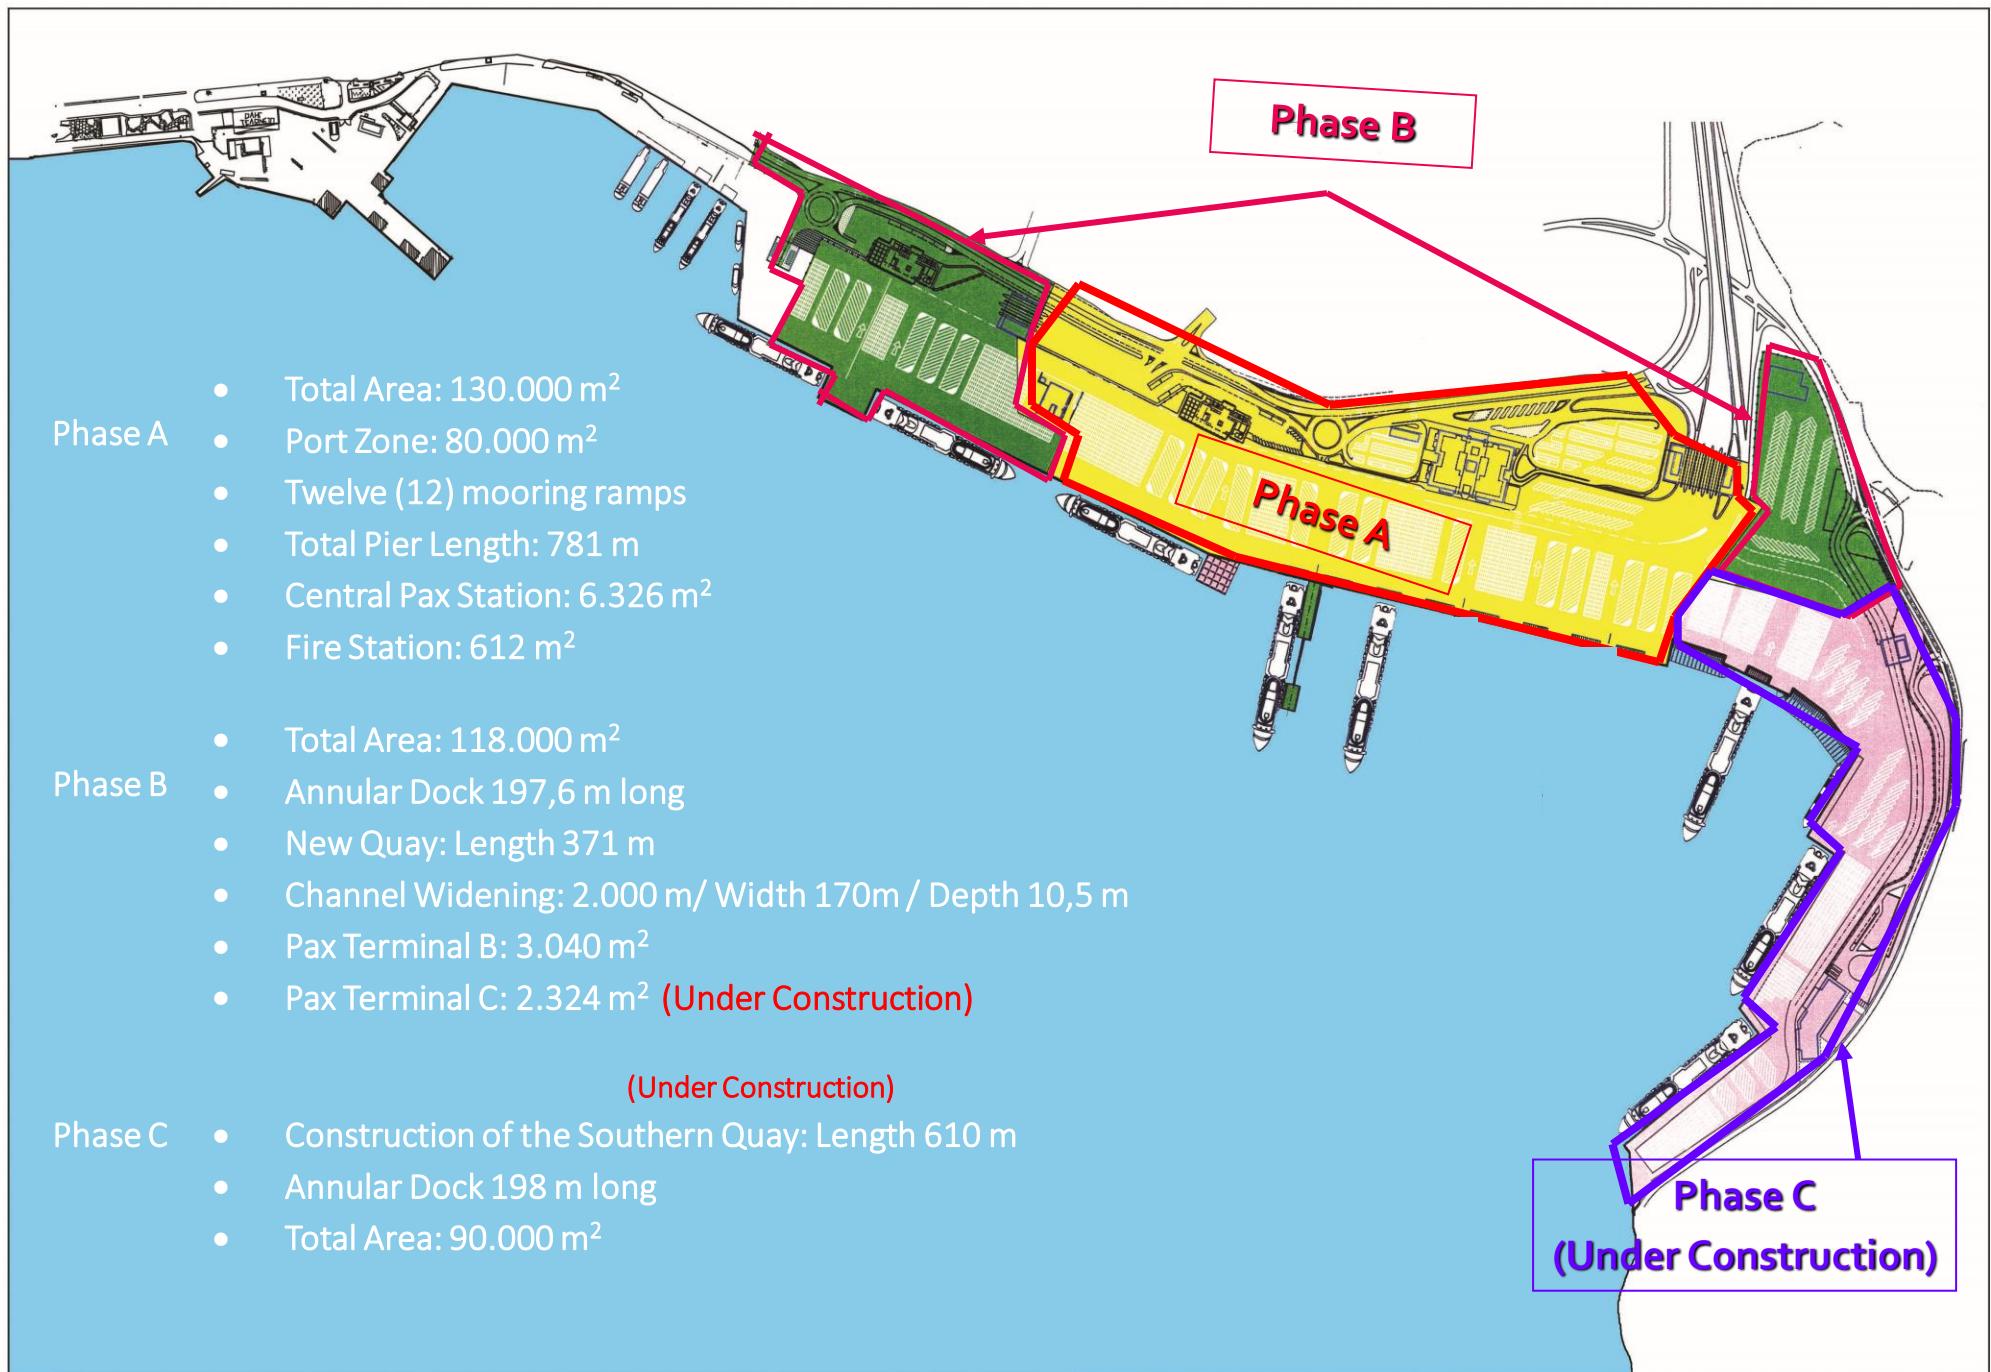 Phase B
Phase A
Phase A
• Total Area: 130.000 m²
• Port Zone: 80.000 m²
• Twelve (12) mooring ramps
• Total Pier Length: 781 m
• Central Pax Station: 6.326 m²
• Fire Station: 612 m²
Phase B
• Total Area: 118.000 m²
• Annular Dock 197,6 m long
• New Quay: Length 371 m
• Channel Widening: 2.000 m/ Width 170m / Depth 10,5 m
• Pax Terminal B: 3.040 m²
• Pax Terminal C: 2.324 m² (Under Construction)
(Under Construction)
Phase C
• Construction of the Southern Quay: Length 610 m
• Annular Dock 198 m long
• Total Area: 90.000 m²
Phase C
(Under Construction)